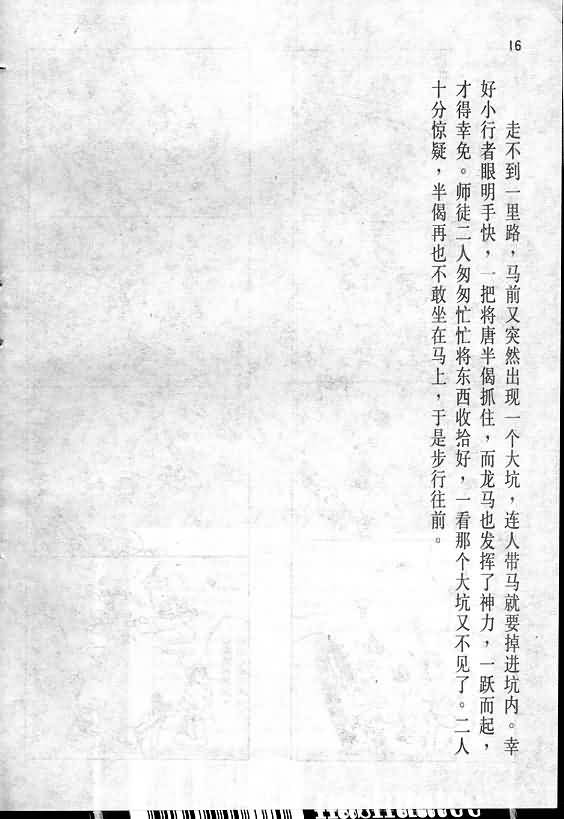 16
走不到一里路，马前又突然出现一个大坑，连人带马就要掉进坑内。幸
好小行者眼明手快，一把将唐半偈抓住，而龙马也发挥了神力，一跃而起，
才得幸免。师徒二人匆匆忙忙将东西收拾好，一看那个大坑又不见了。二人
十分惊疑，半偈再也不敢坐在马上，于是步行往前。